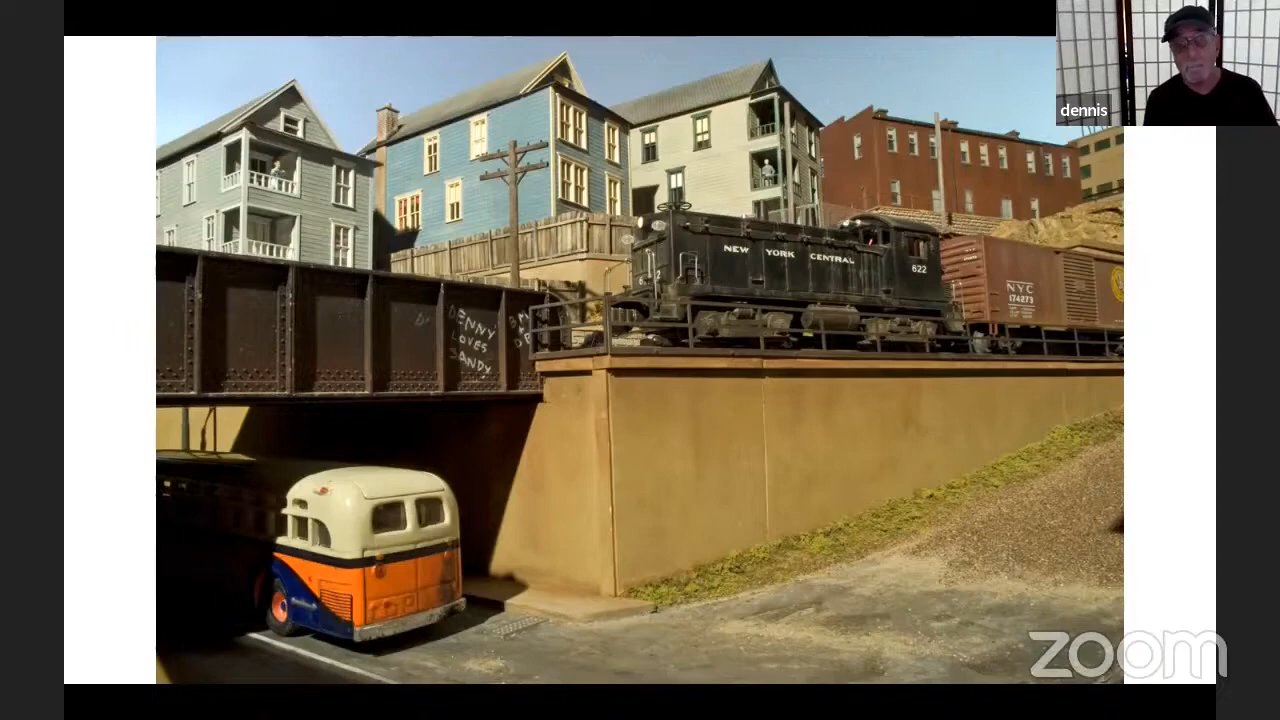 dennis
NEW YORK CENTRAL
622
NYC
174273
DENNY
LOVES
SANDY
zoom